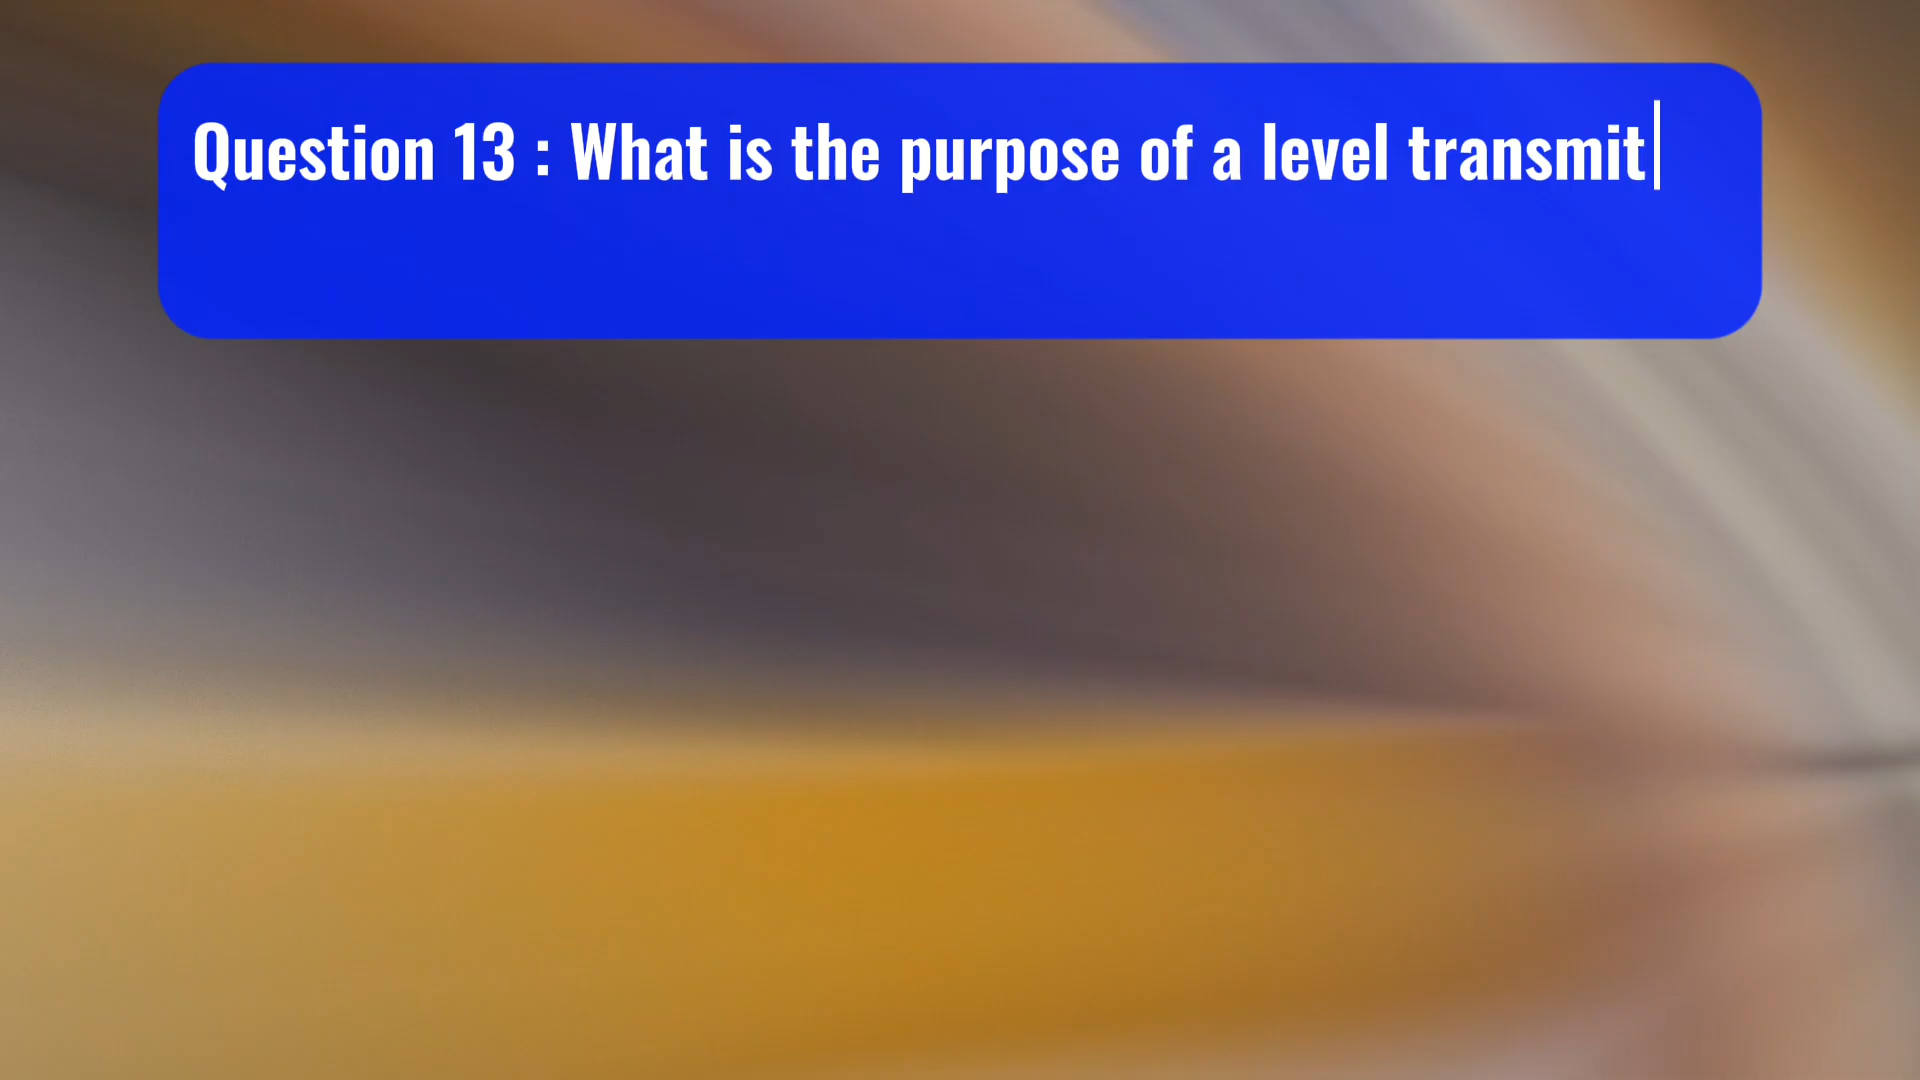 Question 13 : What is the purpose of a level transmit